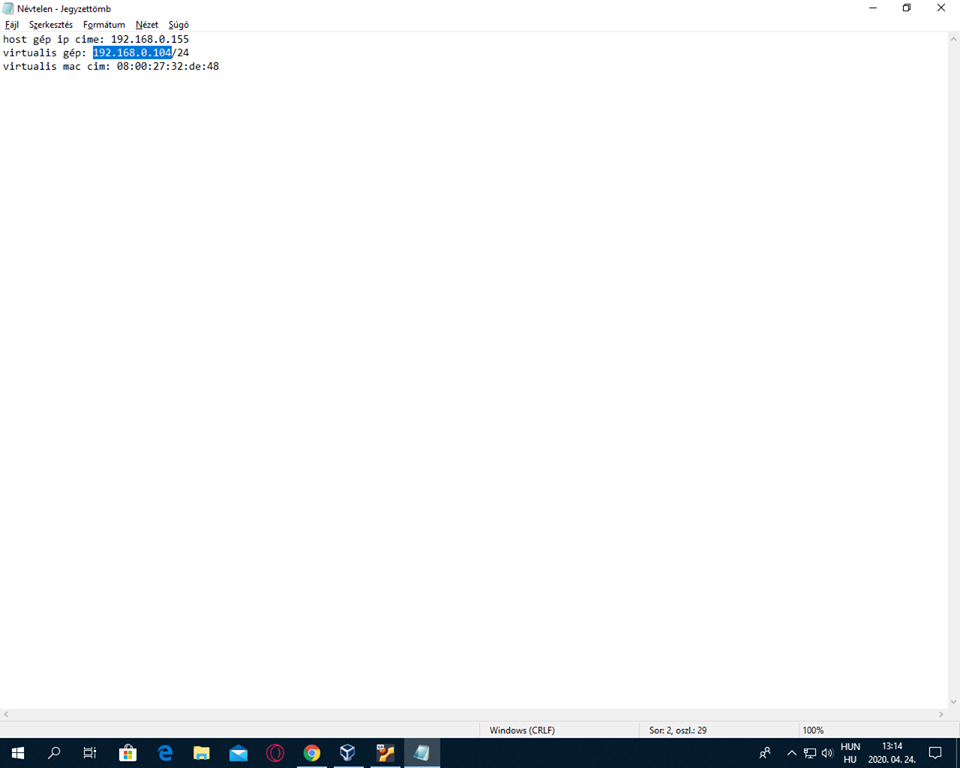 Névtelen - Jegyzettömb
Fájl Szerkesztés Formátum Nézet Súgó
host gép ip cime: 192.168.0.155
virtualis gép: 192.168.0.104/24
virtualis mac cim: 08:00:27:32:de:48
Windows (CRLF) Sor: 2, oszl.: 29 100%
HUN 13:14
HU 2020. 04. 24.